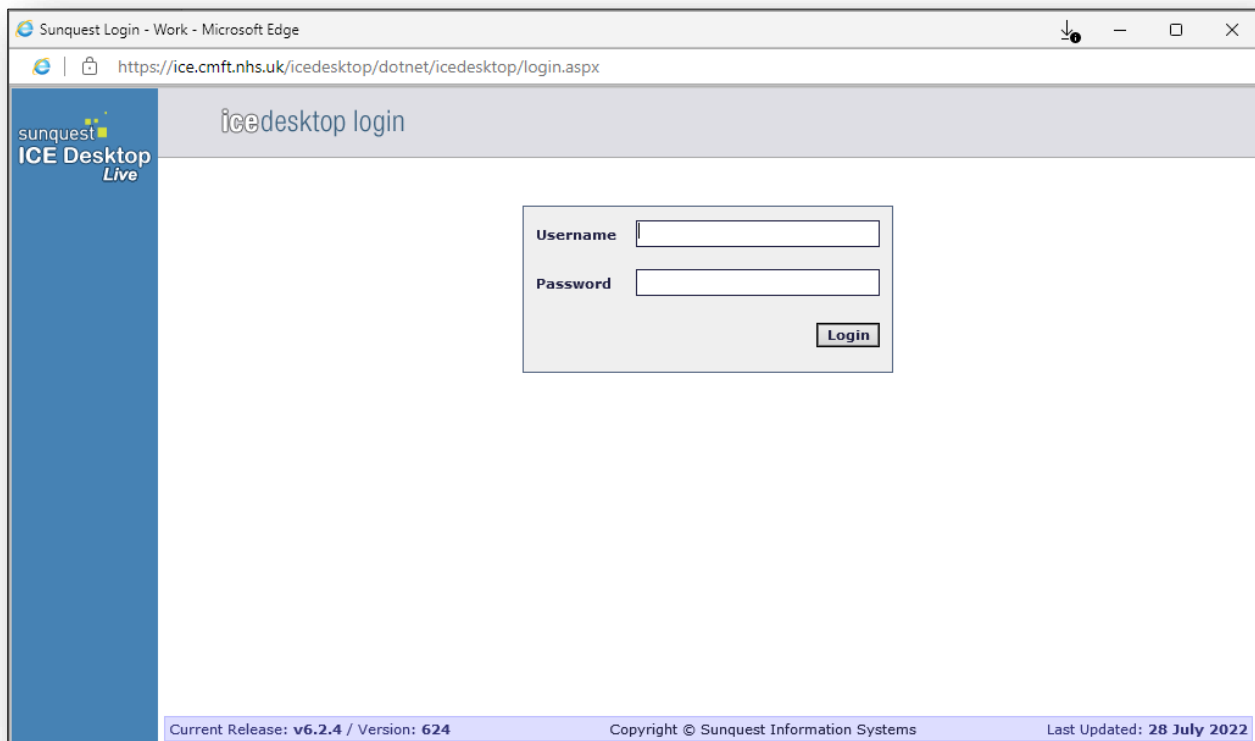 Sunquest Login - Work - Microsoft Edge
https://ice.cmft.nhs.uk/icedesktop/dotnet/icedesktop/login.aspx
sunquest
ICE Desktop
Live
icedesktop login
Username
Password
Login
Current Release: v6.2.4 / Version: 624 Copyright © Sunquest Information Systems Last Updated: 28 July 2022